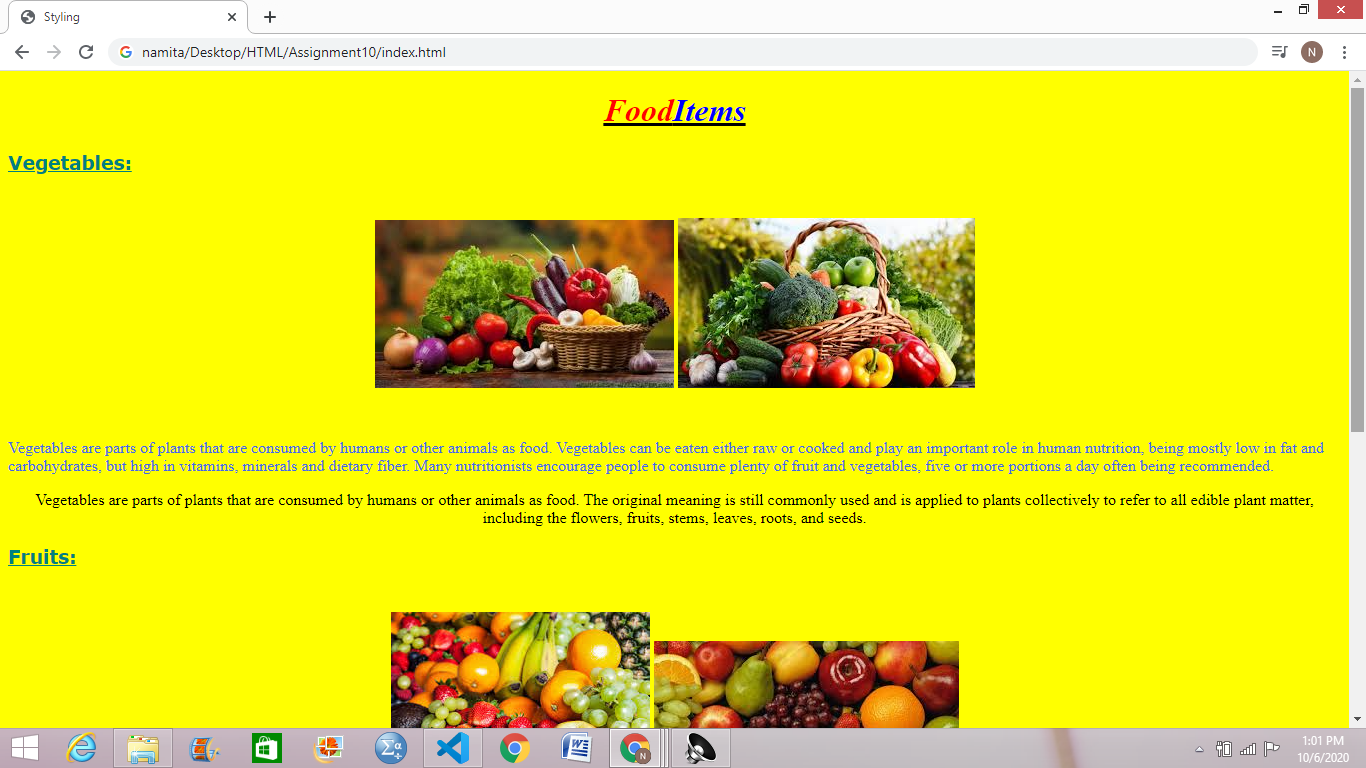 Styling
namita/Desktop/HTML/Assignment10/index.html
N
FoodItems
Vegetables:
Vegetables are parts of plants that are consumed by humans or other animals as food. Vegetables can be eaten either raw or cooked and play an important role in human nutrition, being mostly low in fat and
carbohydrates, but high in vitamins, minerals and dietary fiber. Many nutritionists encourage people to consume plenty of fruit and vegetables, five or more portions a day often being recommended.
Vegetables are parts of plants that are consumed by humans or other animals as food. The original meaning is still commonly used and is applied to plants collectively to refer to all edible plant matter,
including the flowers, fruits, stems, leaves, roots, and seeds.
Fruits:
Σα
W
N
1:01 PM
10/6/2020